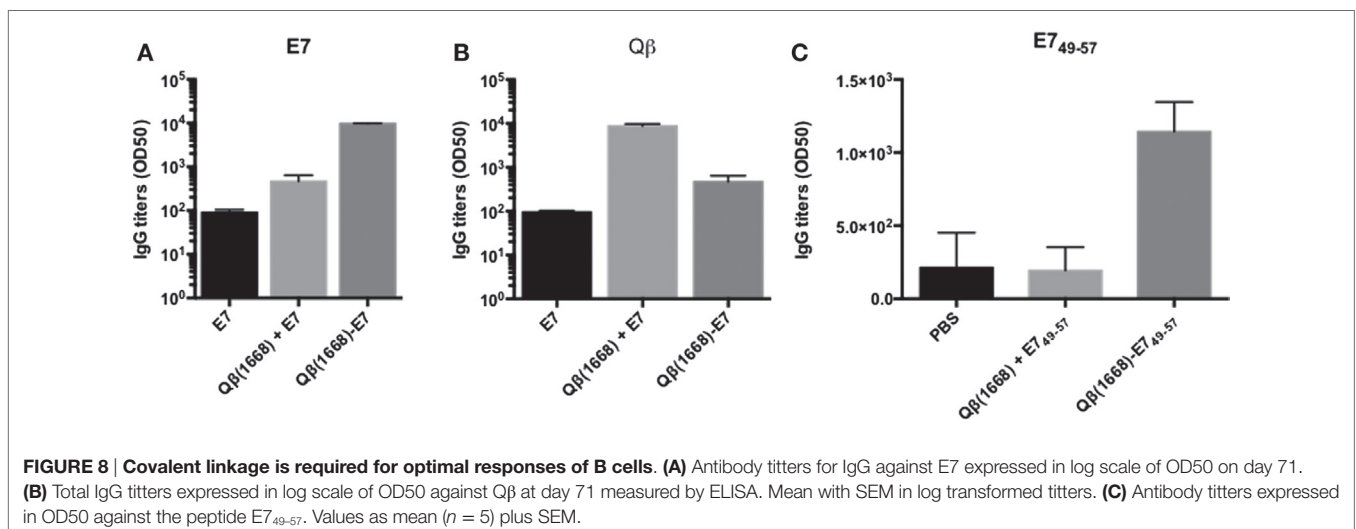 A
E7
IgG titers (OD50)
10⁵
10⁴
10³
10²
10¹
10⁰
E7
Qβ(1668) + E7
Qβ(1668)-E7
B
Qβ
IgG titers (OD50)
10⁵
10⁴
10³
10²
10¹
10⁰
E7
Qβ(1668) + E7
Qβ(1668)-E7
C
E7₄₉₋₅₇
IgG titers (OD50)
1.5×10³
1.0×10³
5.0×10²
0.0
PBS
Qβ(1668) + E7₄₉₋₅₇
Qβ(1668)-E7₄₉₋₅₇
FIGURE 8 | Covalent linkage is required for optimal responses of B cells. (A) Antibody titters for IgG against E7 expressed in log scale of OD50 on day 71.
(B) Total IgG titters expressed in log scale of OD50 against Qβ at day 71 measured by ELISA. Mean with SEM in log transformed titters. (C) Antibody titters expressed
in OD50 against the peptide E7₄₉₋₅₇. Values as mean (n = 5) plus SEM.